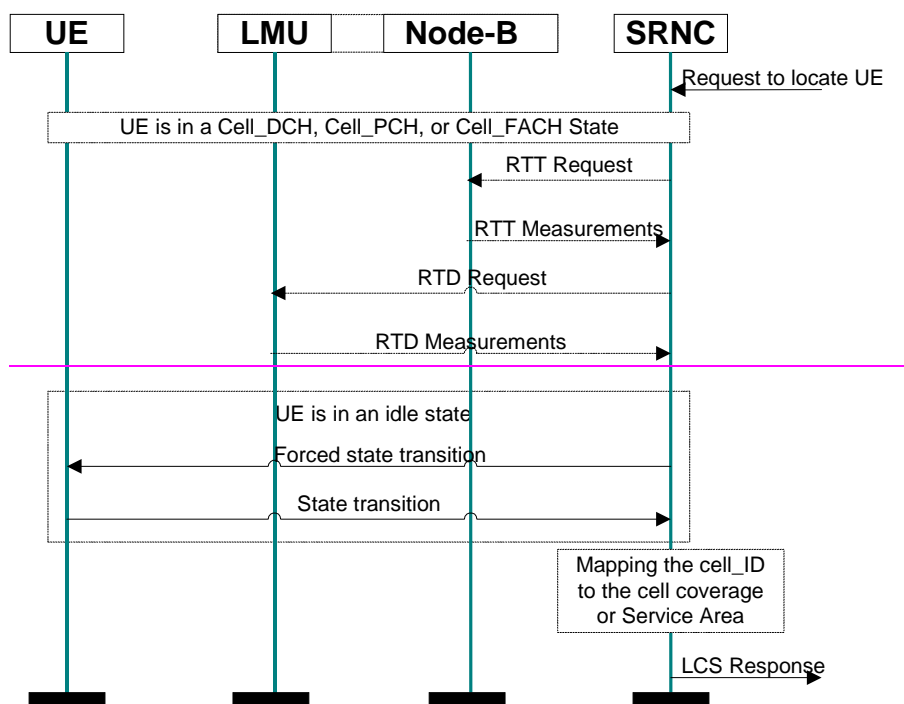 UE
LMU
Node-B
SRNC
Request to locate UE
UE is in a Cell_DCH, Cell_PCH, or Cell_FACH State
RTT Request
RTT Measurements
RTD Request
RTD Measurements
UE is in an idle state
Forced state transition
State transition
Mapping the cell_ID
to the cell coverage
or Service Area
LCS Response